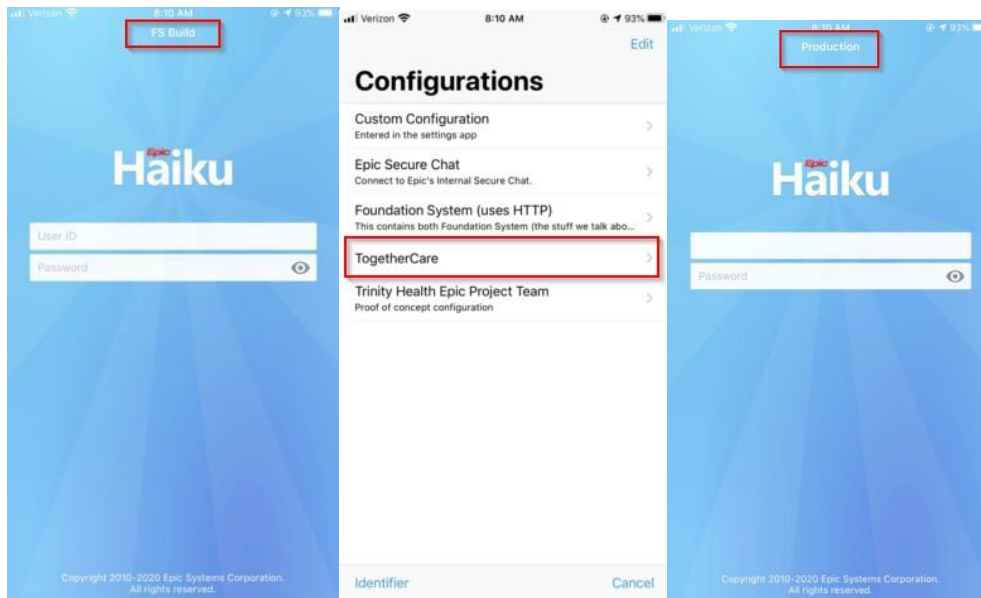 Verizon 8:10 AM 93%
FS Build
Epic
Haiku
User ID
Password
Copyright 2010-2020 Epic Systems Corporation.
All rights reserved.
Verizon 8:10 AM 93%
Edit
Configurations
Custom Configuration
Entered in the settings app
Epic Secure Chat
Connect to Epic's Internal Secure Chat.
Foundation System (uses HTTP)
This contains both Foundation System (the stuff we talk abo...
TogetherCare
Trinity Health Epic Project Team
Proof of concept configuration
Identifier Cancel
Verizon 8:10 AM 93%
Production
Epic
Haiku
Password
Copyright 2010-2020 Epic Systems Corporation.
All rights reserved.